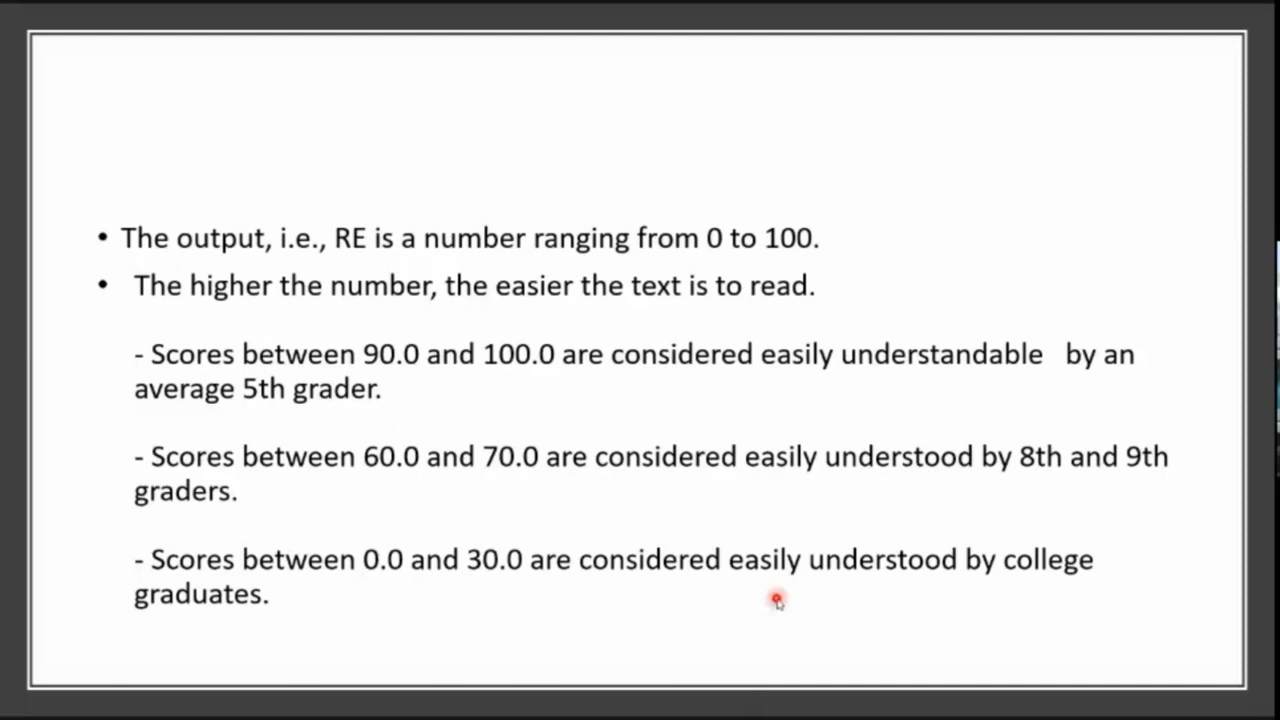 • The output, i.e., RE is a number ranging from 0 to 100.
• The higher the number, the easier the text is to read.
- Scores between 90.0 and 100.0 are considered easily understandable by an
average 5th grader.
- Scores between 60.0 and 70.0 are considered easily understood by 8th and 9th
graders.
- Scores between 0.0 and 30.0 are considered easily understood by college
graduates.